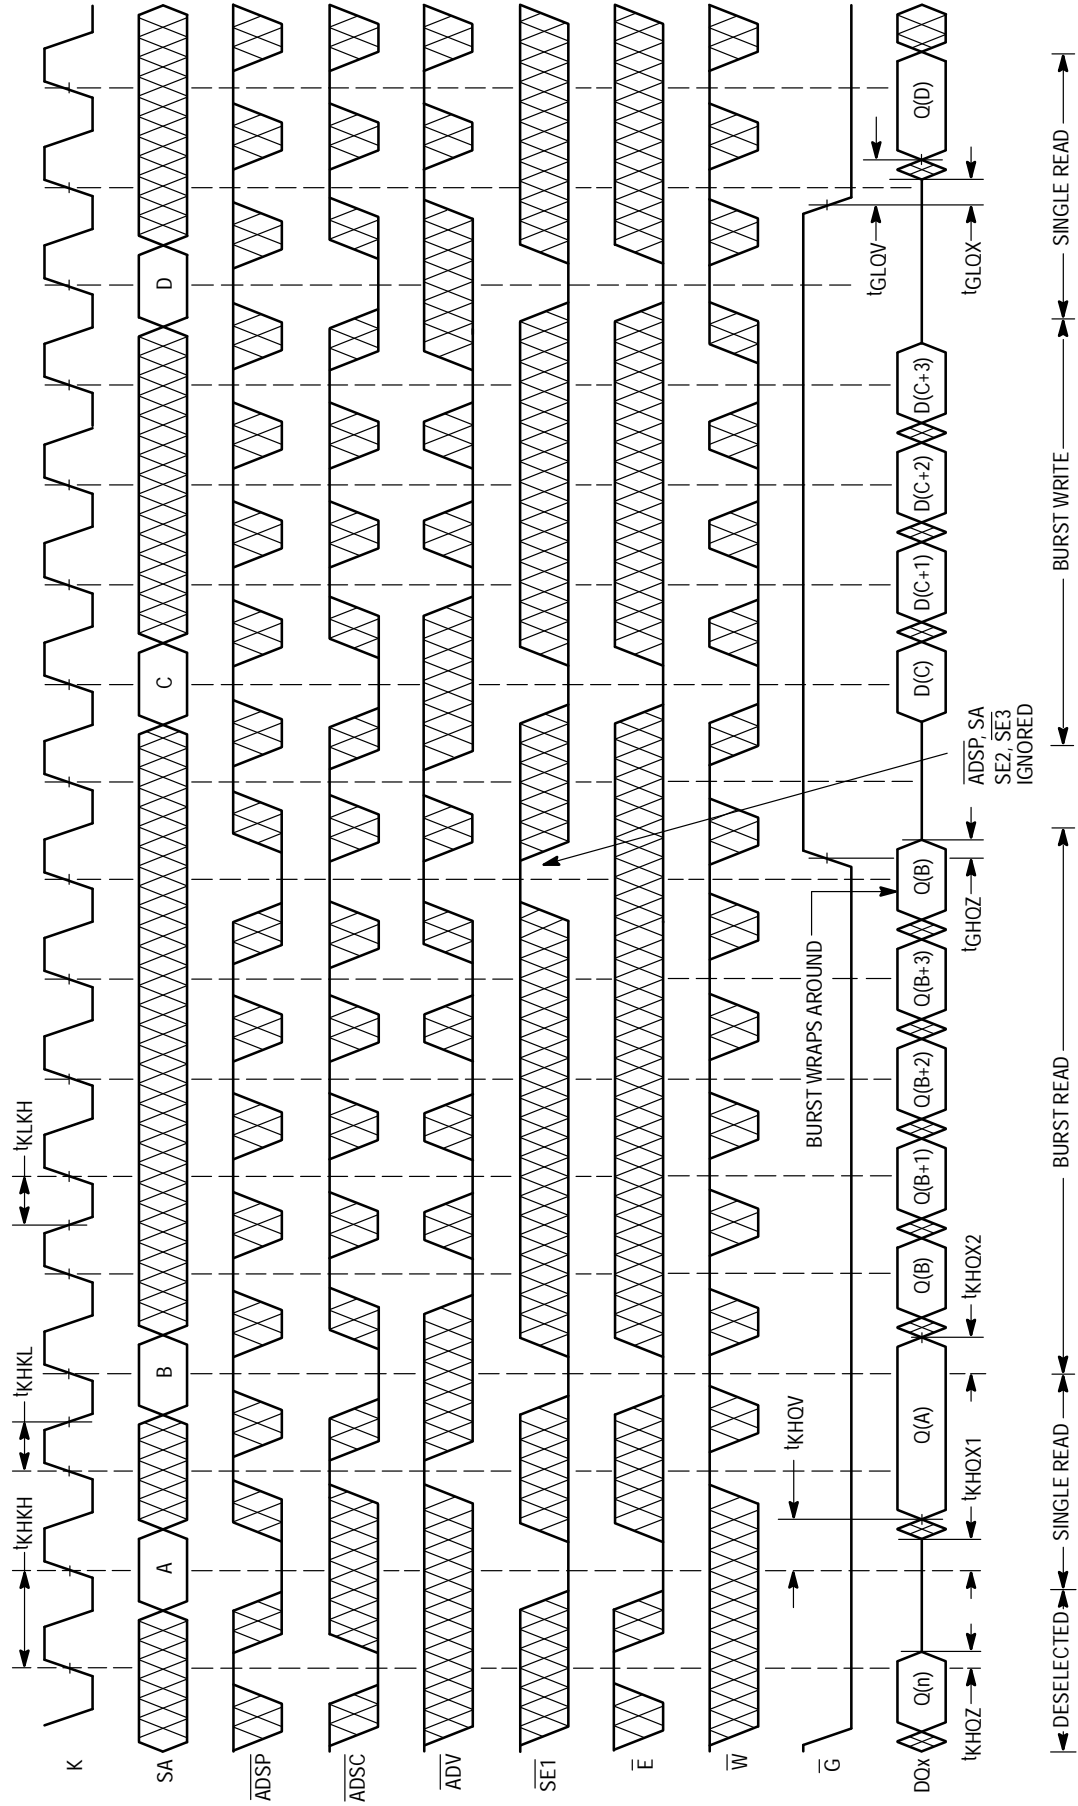 K
tKHKH
tKHKL
tKLKH
SA
A
B
C
D
ADSP
ADSC
ADV
SE1
E
W
tKHQV
BURST WRAPS AROUND
G
DQx
Q(n)
Q(A)
Q(B)
Q(B+1)
Q(B+2)
Q(B+3)
Q(B)
D(C)
D(C+1)
D(C+2)
D(C+3)
Q(D)
tKHQZ
tKHQX1
tKHQX2
tGHQZ
tGLQV
tGLQX
ADSP, SA
SE2, SE3
IGNORED
DESELECTED
SINGLE READ
BURST READ
BURST WRITE
SINGLE READ